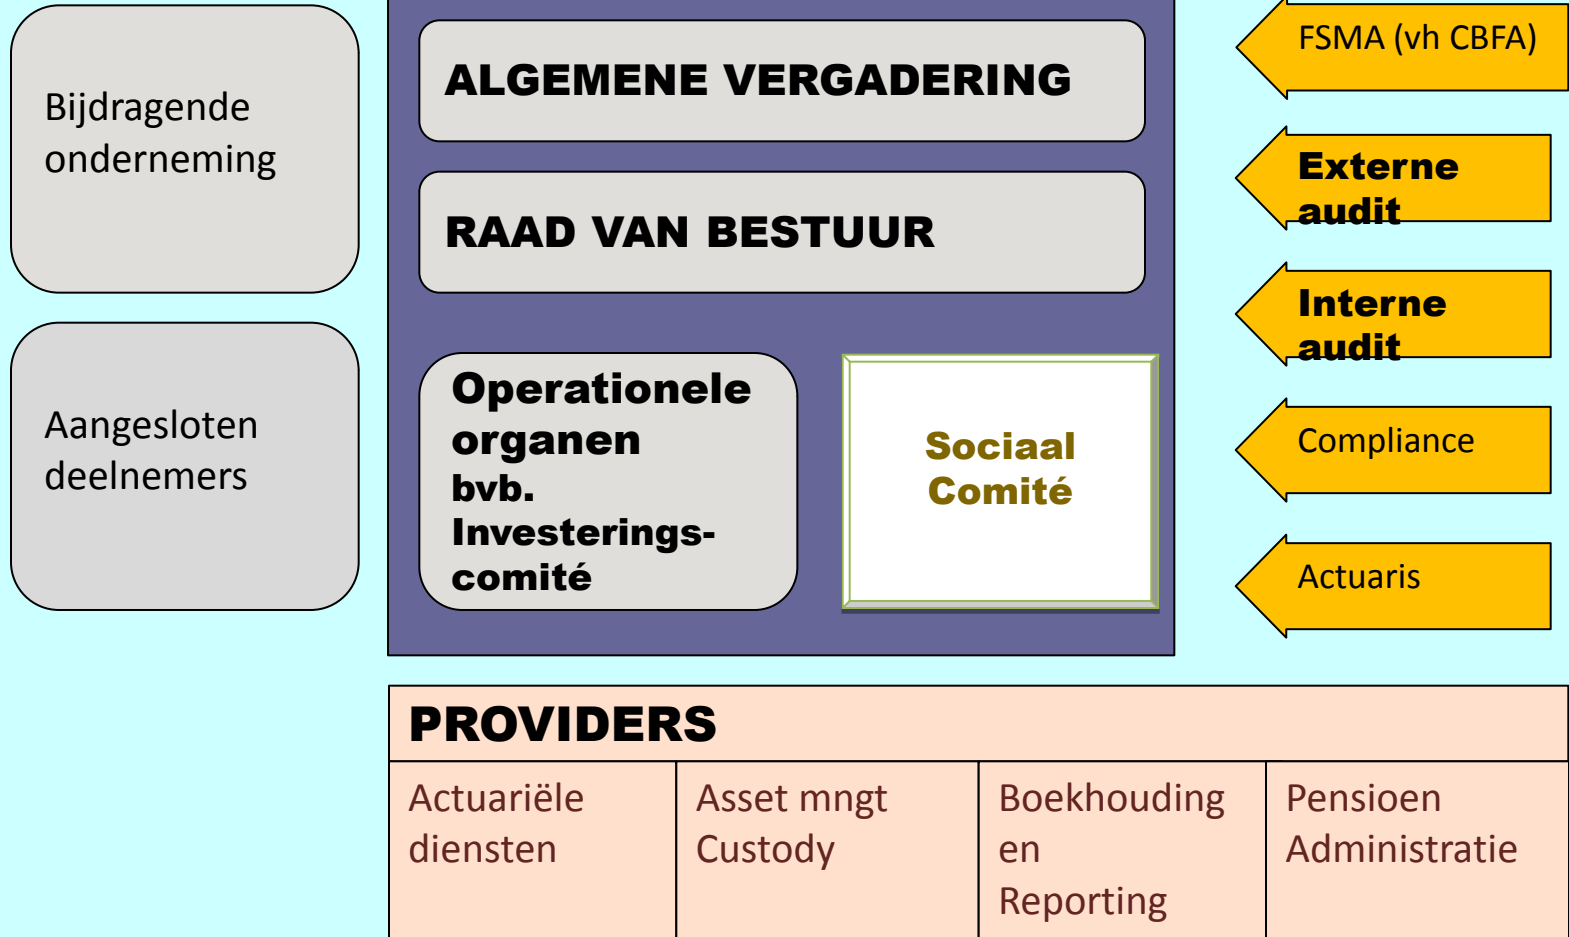 Bijdragende
onderneming
Aangesloten
deelnemers
ALGEMENE VERGADERING
RAAD VAN BESTUUR
Operationele
organen
bvb.
Investerings-
comité
Sociaal
Comité
FSMA (vh CBFA)
Externe
audit
Interne
audit
Compliance
Actuaris
PROVIDERS
Actuariële
diensten
Asset mngt
Custody
Boekhouding
en
Reporting
Pensioen
Administratie